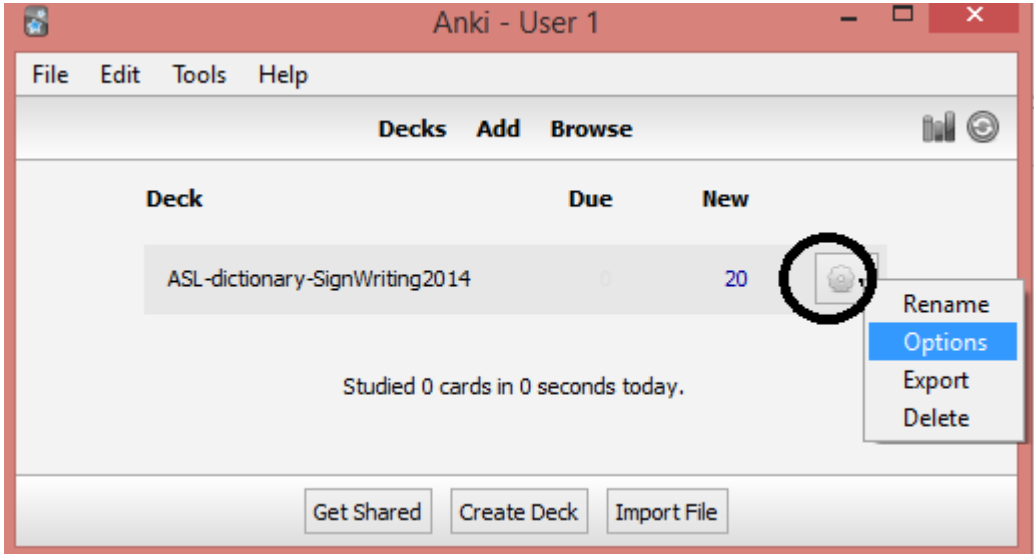 Anki - User 1
File Edit Tools Help
Decks Add Browse
Deck Due New
ASL-dictionary-SignWriting2014 0 20
Rename
Options
Export
Delete
Studied 0 cards in 0 seconds today.
Get Shared Create Deck Import File